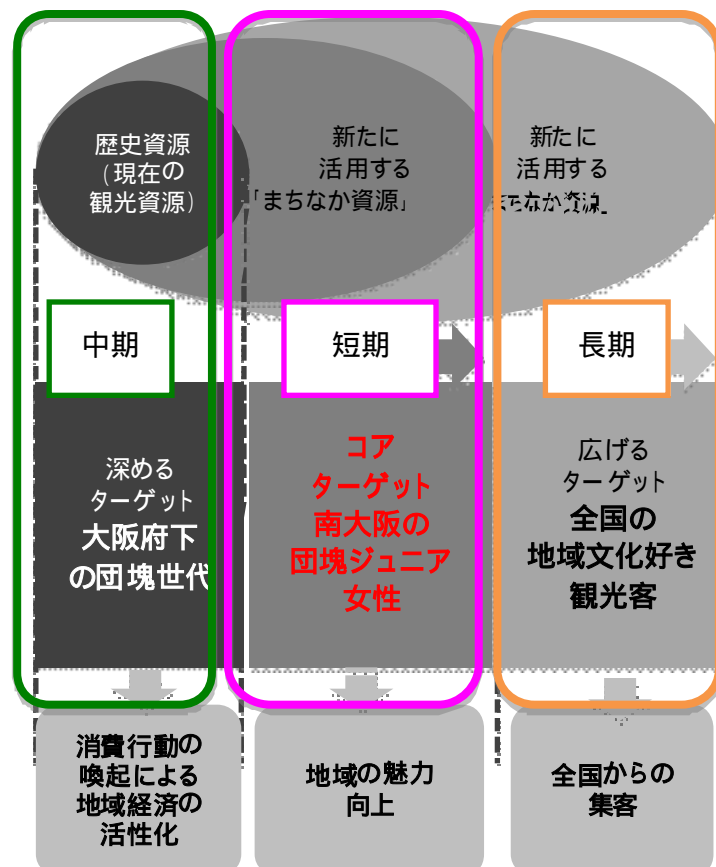 歴史資源
(現在の
観光資源)
新たに
活用する
「まちなか資源」
新たに
活用する
まちなか資源」
中期
短期
長期
深める
ターゲット
大阪府下
の団塊世代
コア
ターゲット
南大阪の
団塊ジュニア
女性
広げる
ターゲット
全国の
地域文化好き
観光客
消費行動の
喚起による
地域経済の
活性化
地域の魅力
向上
全国からの
集客